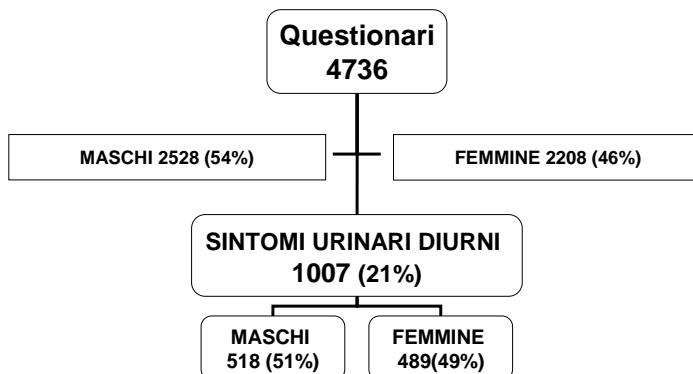 Questionari
4736
MASCHI 2528 (54%)
FEMMINE 2208 (46%)
SINTOMI URINARI DIURNI
1007 (21%)
MASCHI
518 (51%)
FEMMINE
489(49%)